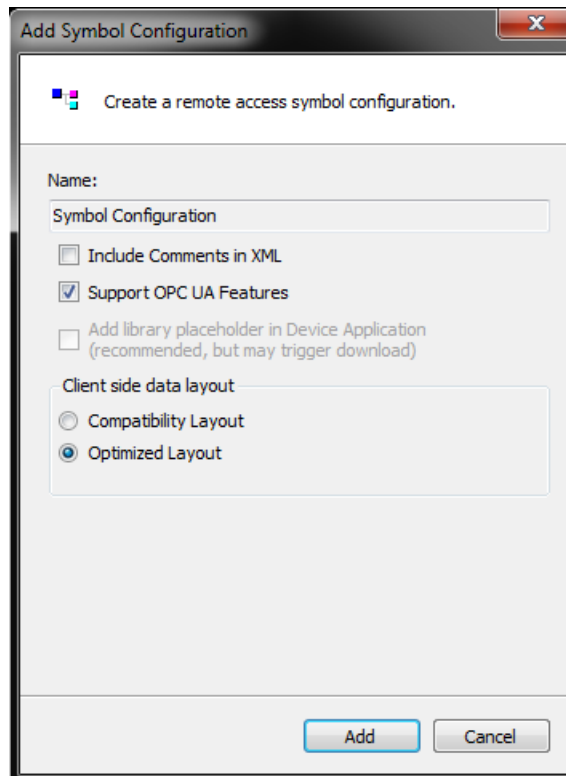 Add Symbol Configuration
Create a remote access symbol configuration.
Name:
Symbol Configuration
Include Comments in XML
Support OPC UA Features
Add library placeholder in Device Application
(recommended, but may trigger download)
Client side data layout
Compatibility Layout
Optimized Layout
Add
Cancel